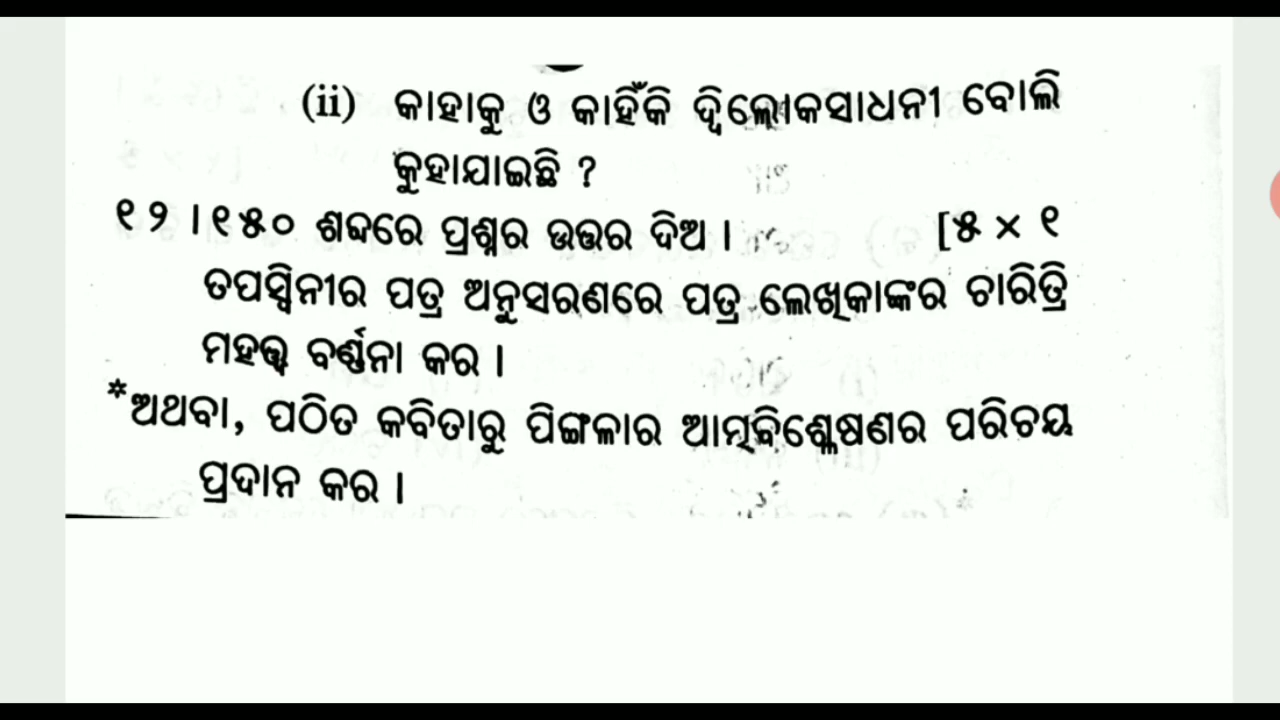 (ii) କାହାକୁ ଓ କାହିଁକି ଦ୍ୱିଲୋକସାଧନୀ ବୋଲି
କୁହାଯାଇଛି ?
୧୨ ।୧୫୦ ଶବ୍ଦରେ ପ୍ରଶ୍ନର ଉତ୍ତର ଦିଅ । [୫ × ୧
ତପସ୍ୱିନୀର ପତ୍ର ଅନୁସରଣରେ ପତ୍ର ଲେଖିକାଙ୍କର ଚାରିତ୍ରି
ମହତ୍ତ୍ୱ ବର୍ଣ୍ଣନା କର ।
*ଅଥବା, ପଠିତ କବିତାରୁ ପିଙ୍ଗଳାର ଆତ୍ମବିଶ୍ଳେଷଣର ପରିଚୟ
ପ୍ରଦାନ କର ।